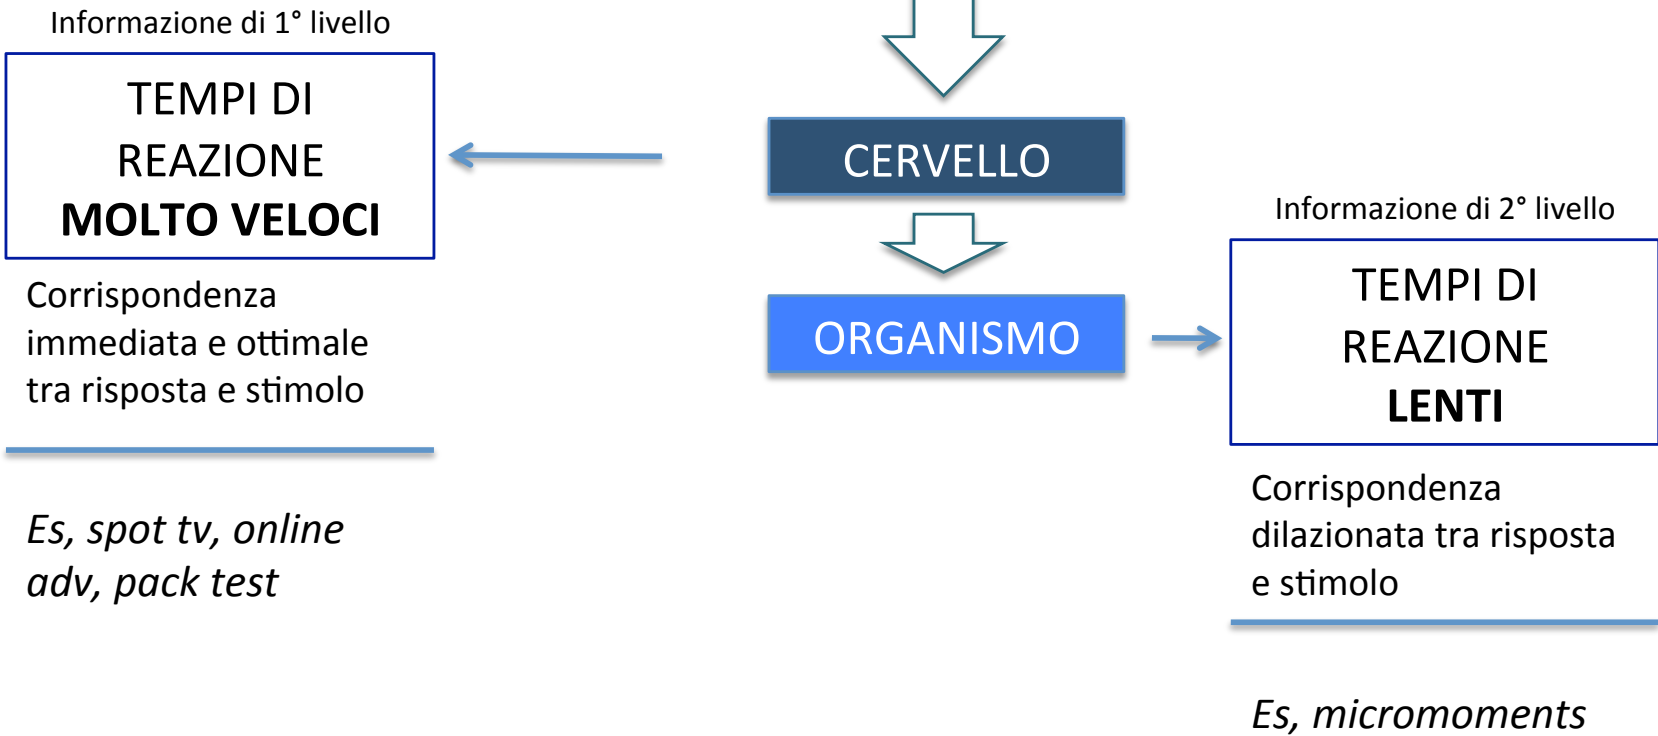 Informazione di 1° livello
TEMPI DI
REAZIONE
MOLTO VELOCI
Corrispondenza
immediata e ottimale
tra risposta e stimolo
Es, spot tv, online
adv, pack test
CERVELLO
ORGANISMO
Informazione di 2° livello
TEMPI DI
REAZIONE
LENTI
Corrispondenza
dilazionata tra risposta
e stimolo
Es, micromoments